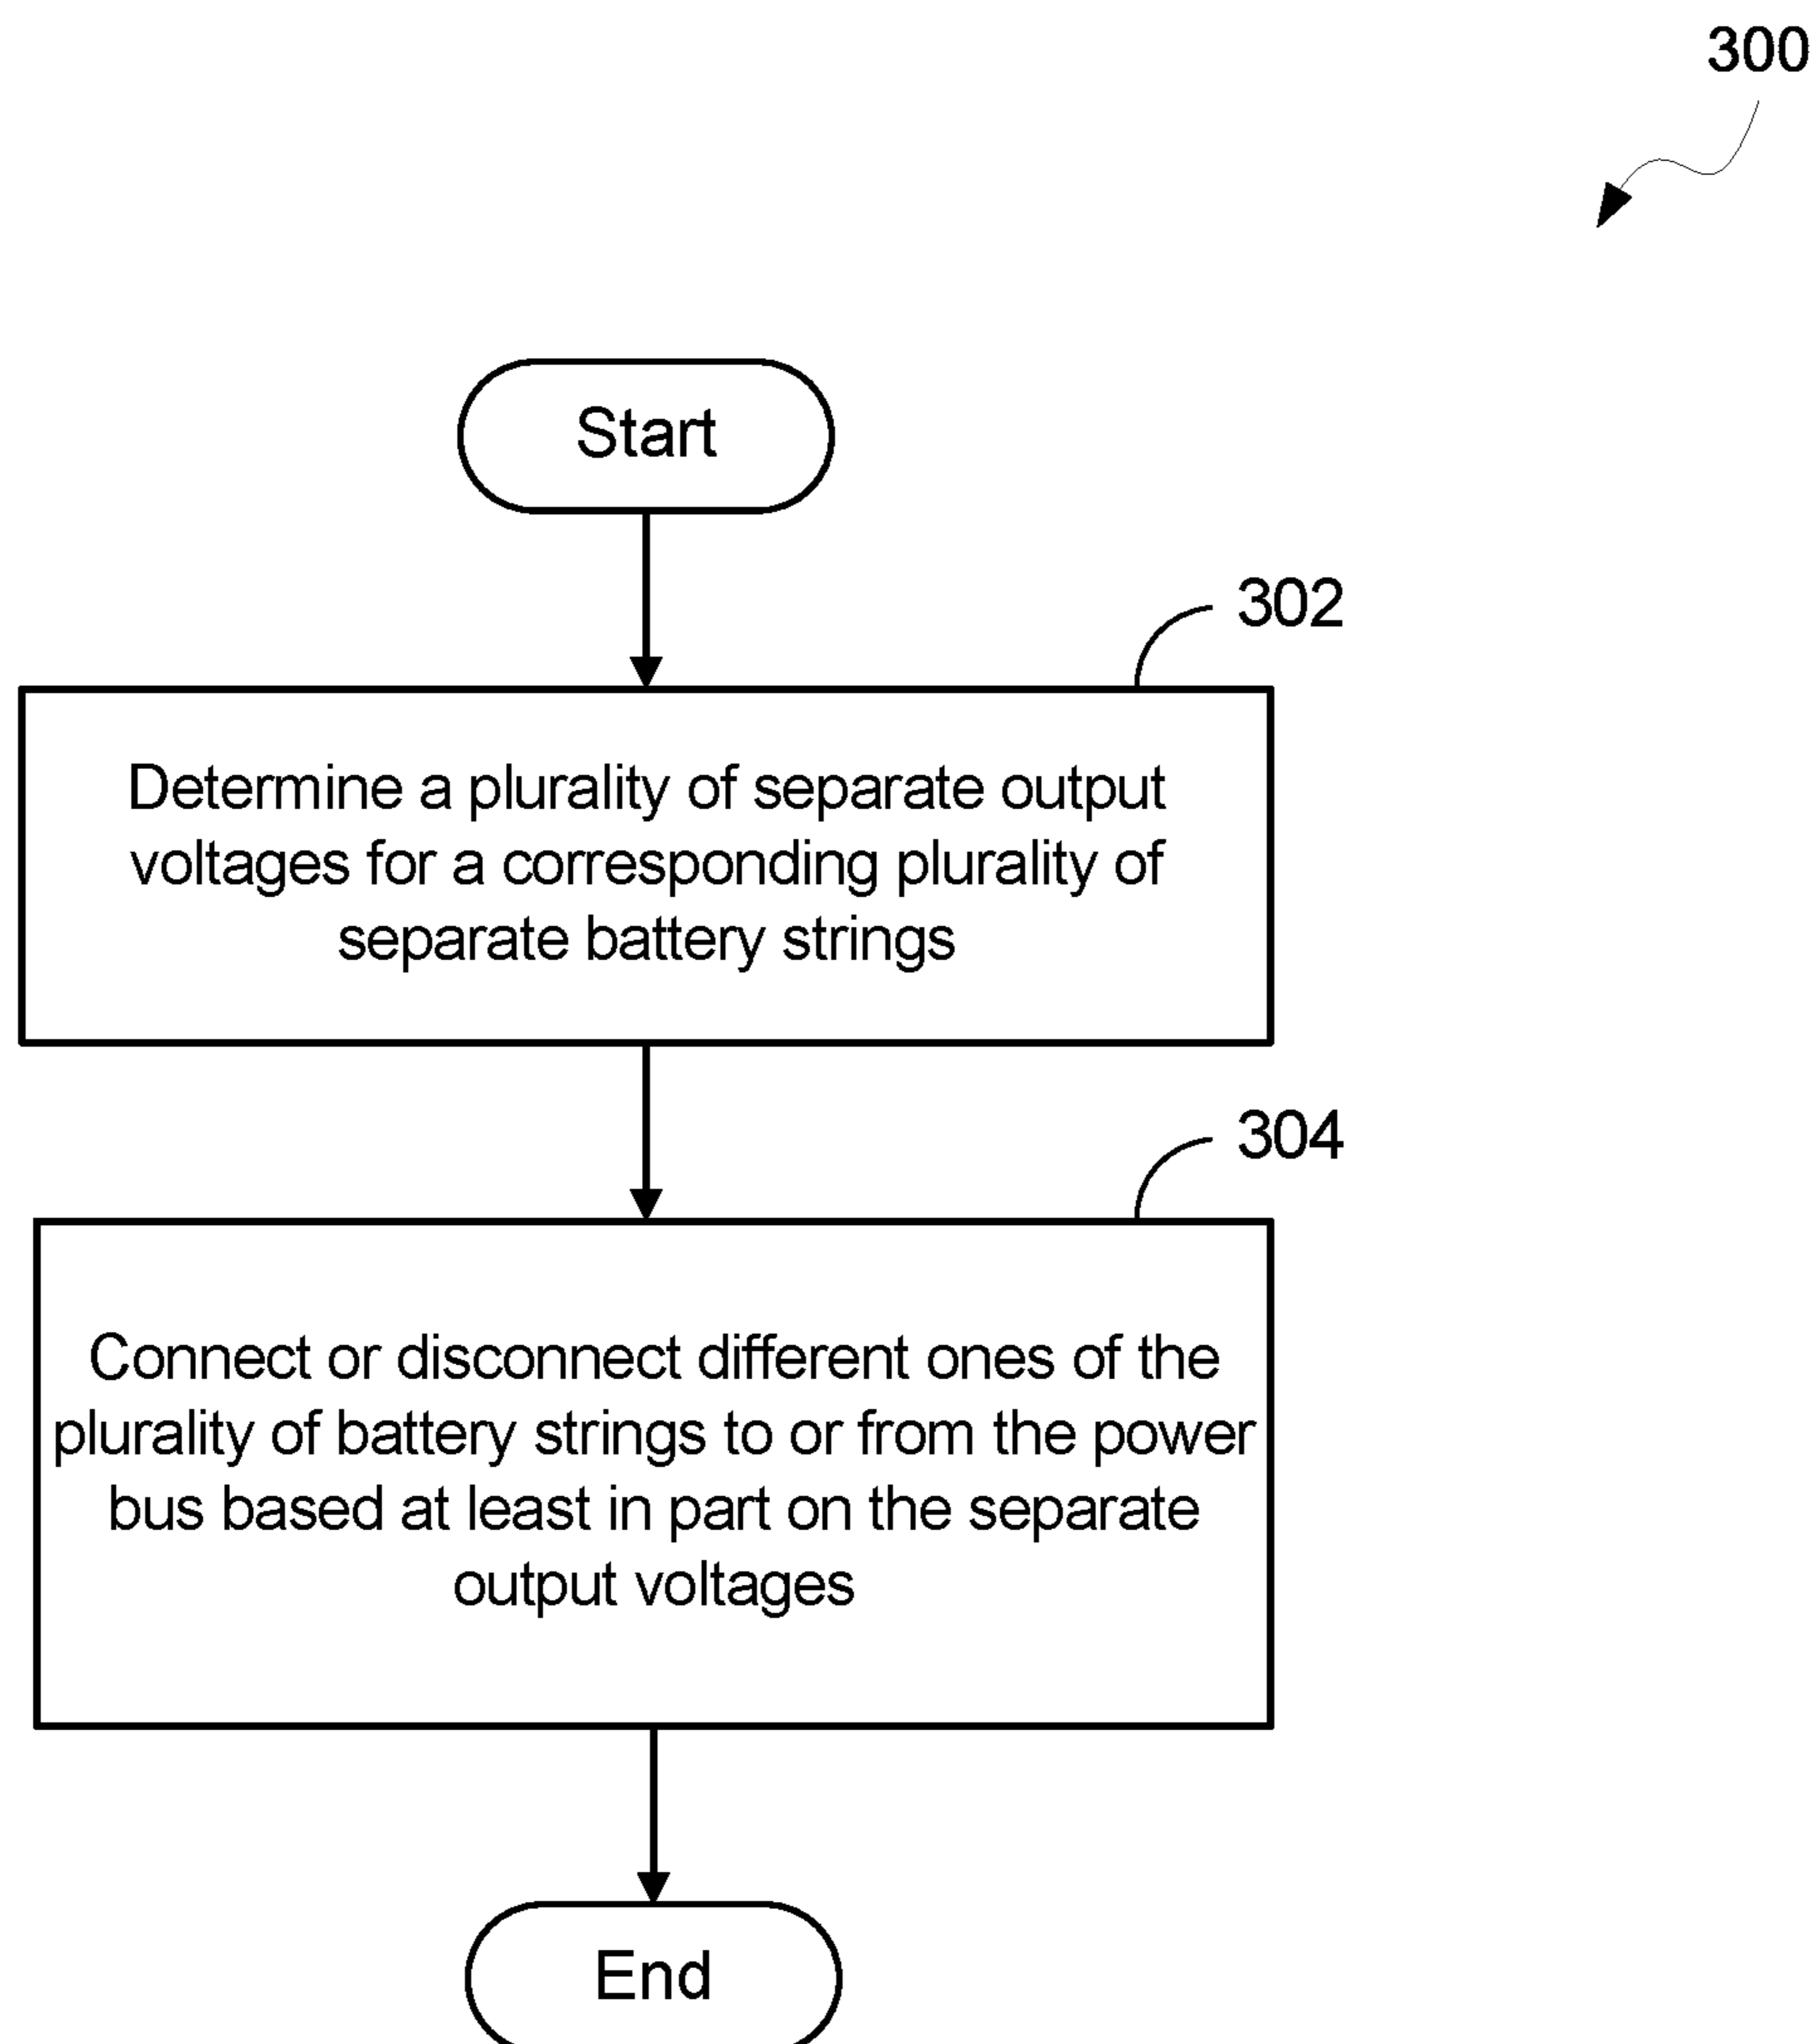 300
Start
302
Determine a plurality of separate output
voltages for a corresponding plurality of
separate battery strings
304
Connect or disconnect different ones of the
plurality of battery strings to or from the power
bus based at least in part on the separate
output voltages
End